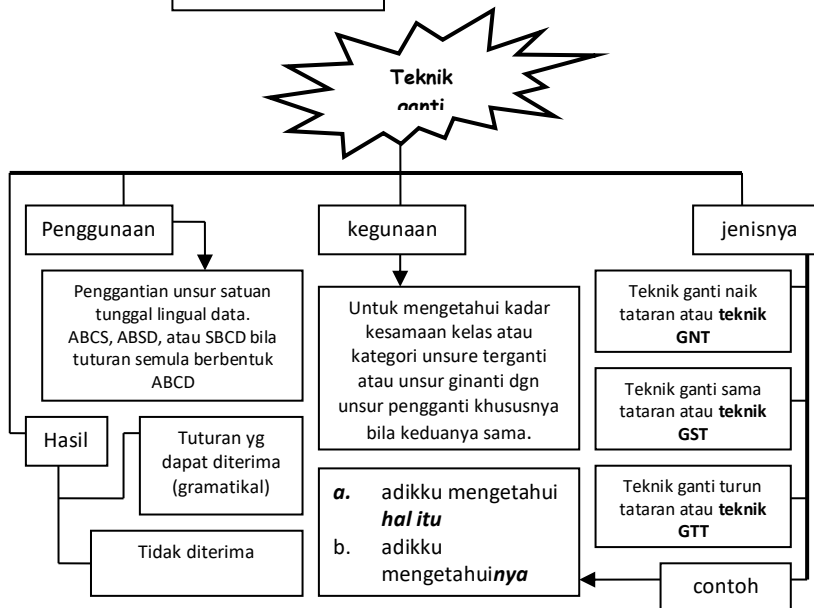 Teknik
ganti
Penggunaan
kegunaan
jenisnya
Penggantian unsur satuan
tunggal lingual data.
ABCS, ABSD, atau SBCD bila
tuturan semula berbentuk
ABCD
Untuk mengetahui kadar
kesamaan kelas atau
kategori unsure terganti
atau unsur ginanti dgn
unsur pengganti khususnya
bila keduanya sama.
Teknik ganti naik
tataran atau teknik
GNT
Teknik ganti sama
tataran atau teknik
GST
Teknik ganti turun
tataran atau teknik
GTT
Hasil
Tuturan yg
dapat diterima
(gramatikal)
Tidak diterima
a. adikku mengetahui
hal itu
b. adikku
mengetahuinya
contoh